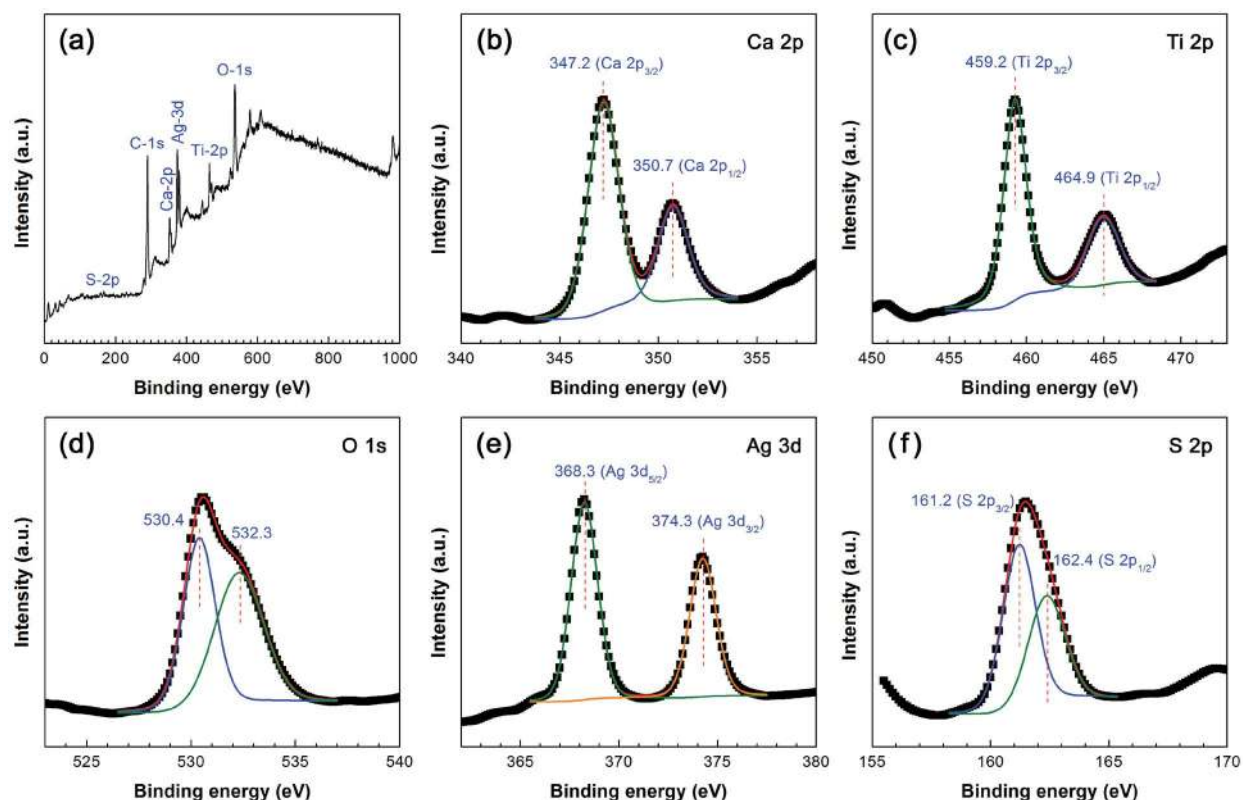 (a)
O-1s
C-1s
Ag-3d
Ca-2p
Ti-2p
S-2p
Intensity (a.u.)
0 200 400 600 800 1000
Binding energy (eV)
(b)
Ca 2p
347.2 (Ca 2p3/2)
350.7 (Ca 2p1/2)
Intensity (a.u.)
340 345 350 355
Binding energy (eV)
(c)
Ti 2p
459.2 (Ti 2p3/2)
464.9 (Ti 2p1/2)
Intensity (a.u.)
450 455 460 465 470
Binding energy (eV)
(d)
O 1s
530.4
532.3
Intensity (a.u.)
525 530 535 540
Binding energy (eV)
(e)
Ag 3d
368.3 (Ag 3d5/2)
374.3 (Ag 3d3/2)
Intensity (a.u.)
365 370 375 380
Binding energy (eV)
(f)
S 2p
161.2 (S 2p3/2)
162.4 (S 2p1/2)
Intensity (a.u.)
155 160 165 170
Binding energy (eV)